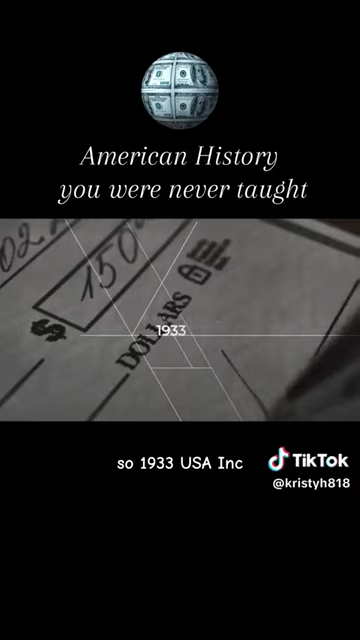 American History
you were never taught
150
$
DOLLARS
1933
so 1933 USA Inc
TikTok
@kristyh818